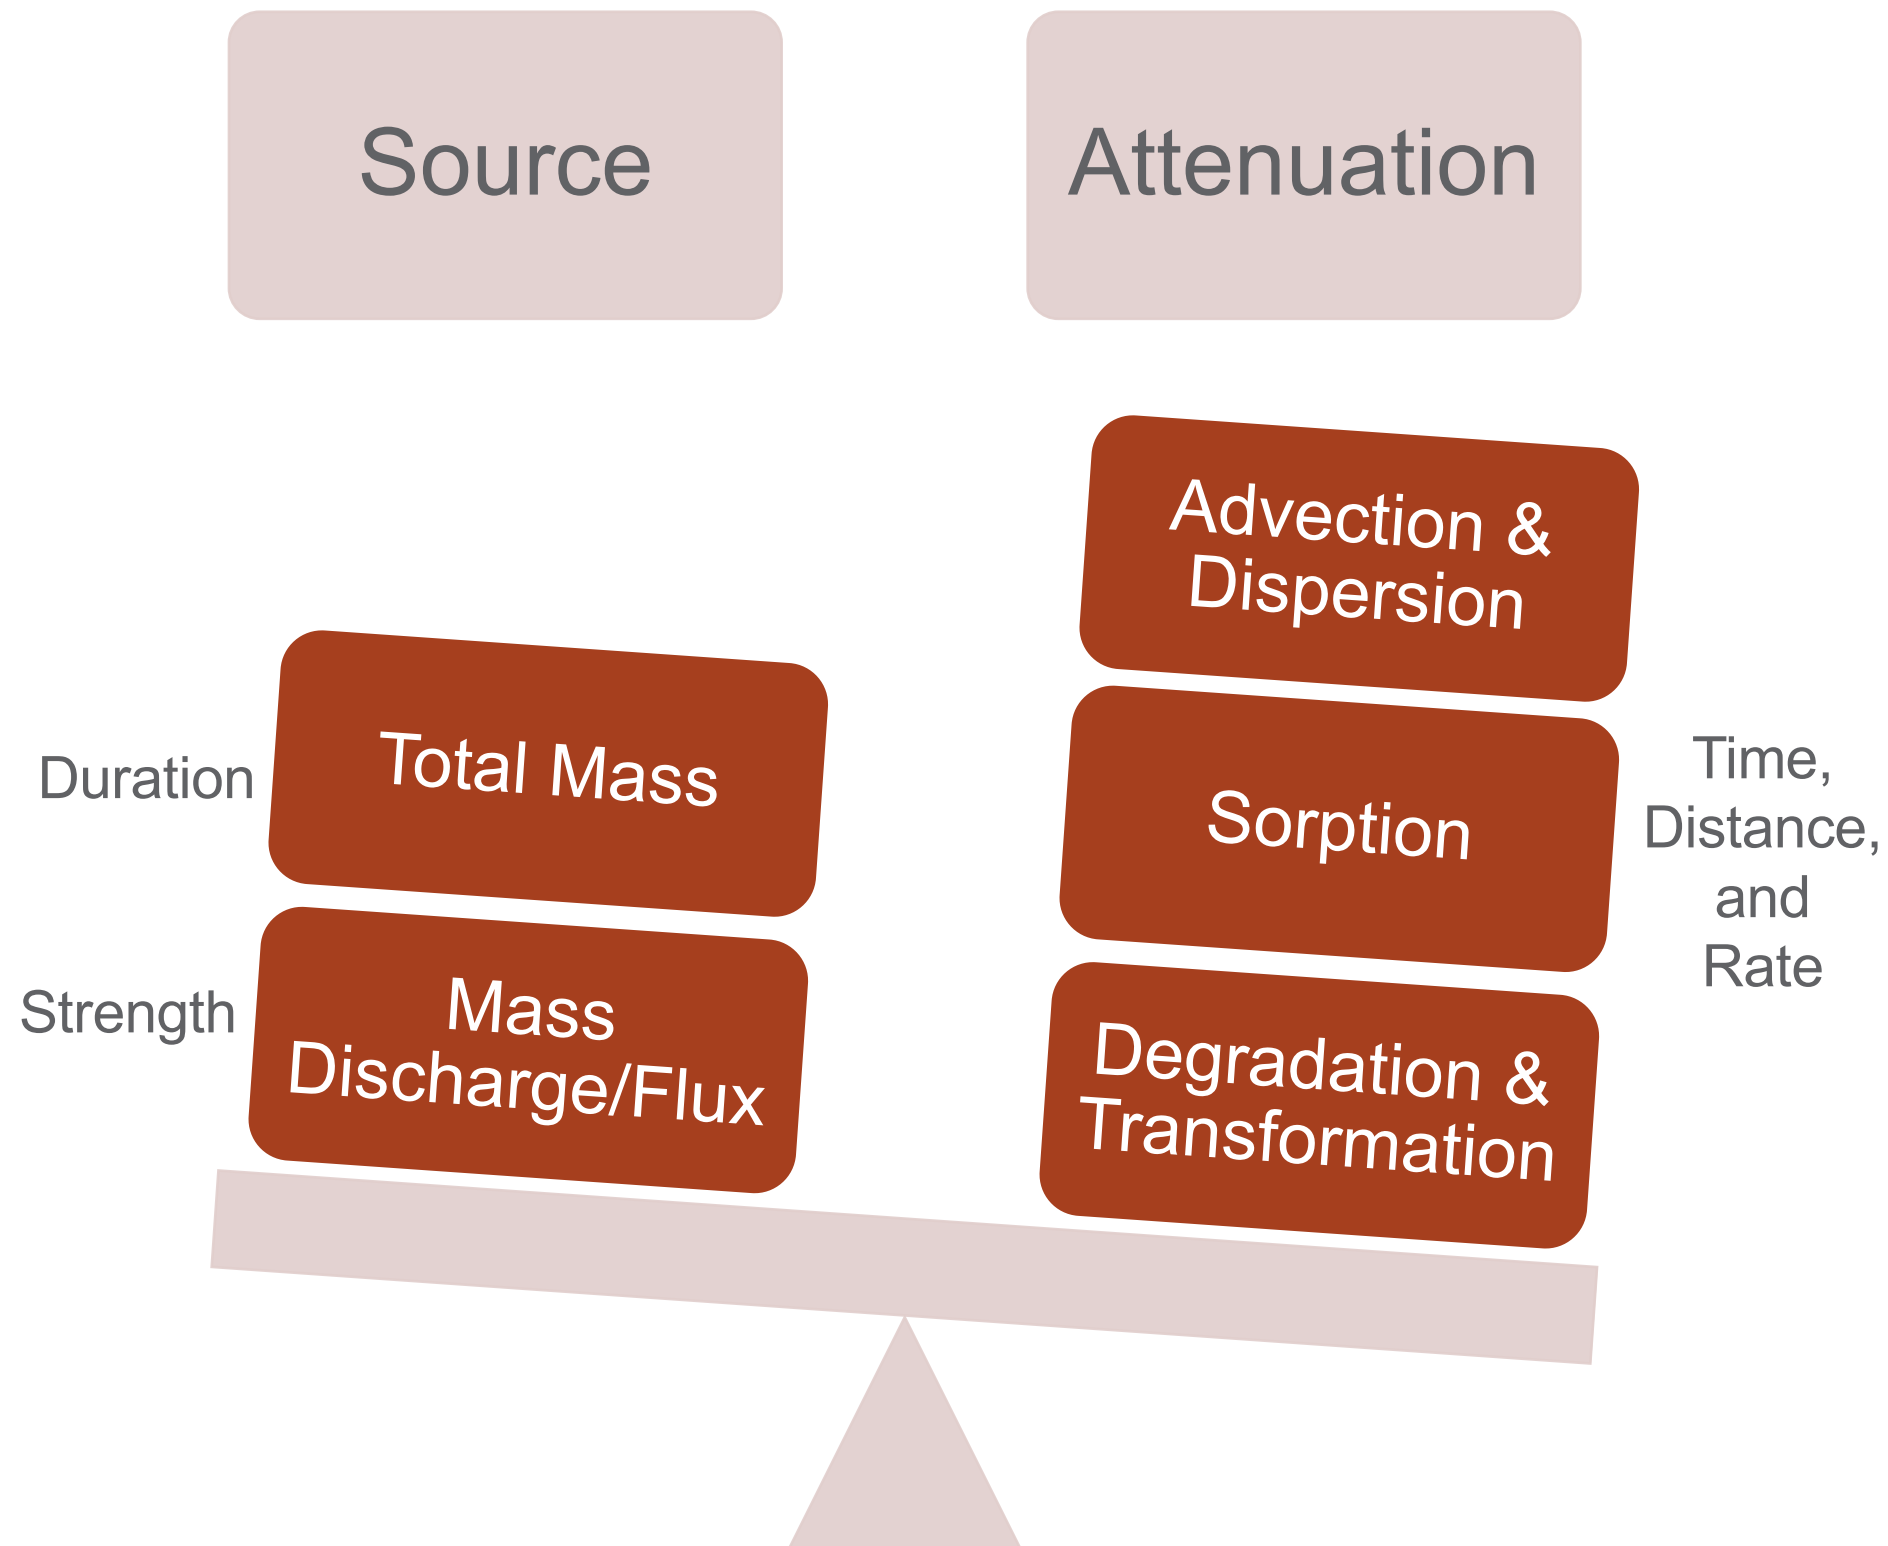 Source
Attenuation
Duration
Total Mass
Strength
Mass
Discharge/Flux
Advection &
Dispersion
Sorption
Degradation &
Transformation
Time,
Distance,
and
Rate